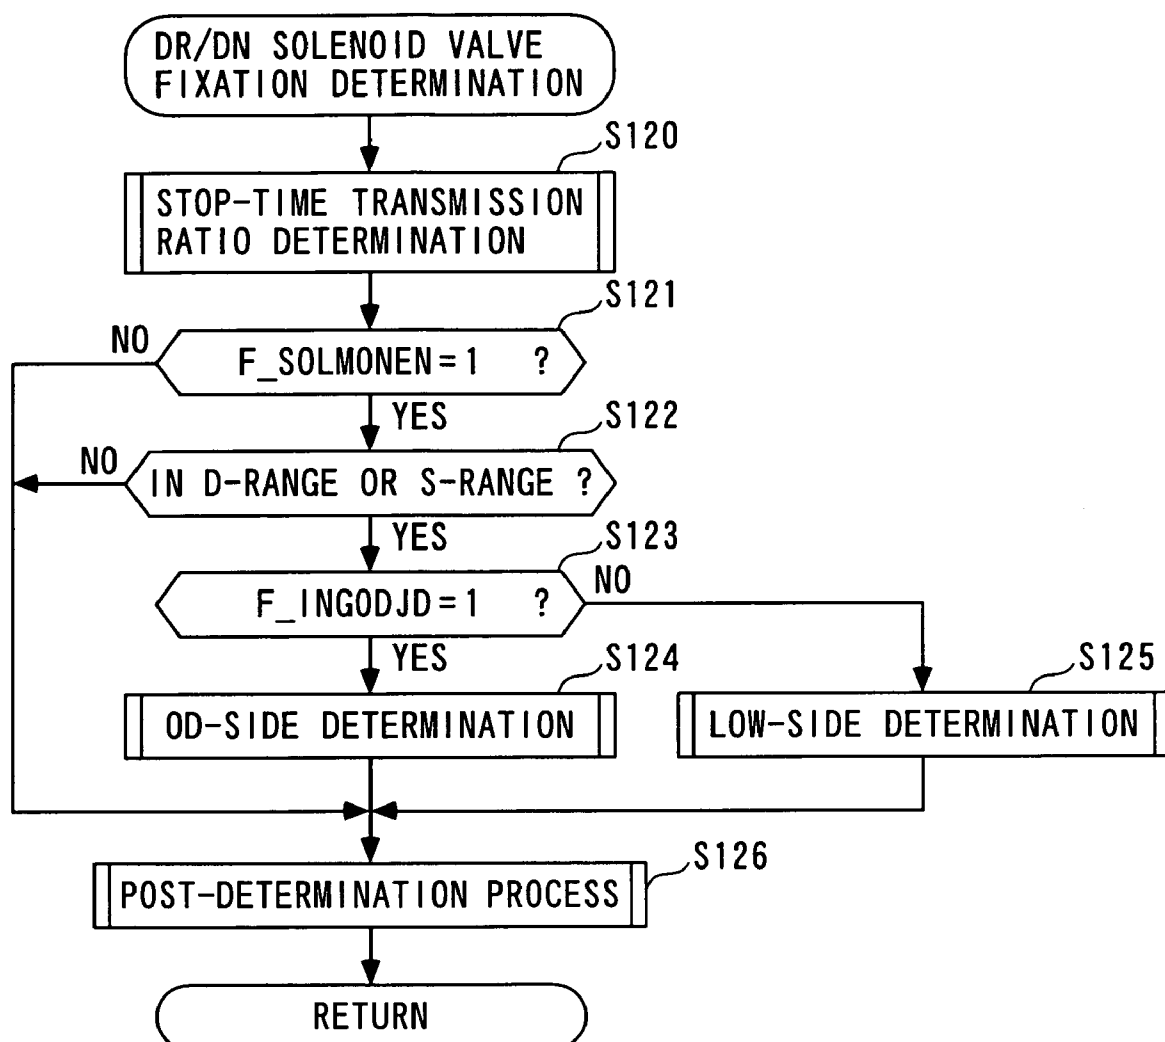 DR/DN SOLENOID VALVE
FIXATION DETERMINATION
S120
STOP-TIME TRANSMISSION
RATIO DETERMINATION
S121
NO
F_SOLMONEN=1 ?
YES
S122
NO
IN D-RANGE OR S-RANGE ?
YES
S123
F_INGODJD=1 ?
NO
YES
S124
OD-SIDE DETERMINATION
S125
LOW-SIDE DETERMINATION
S126
POST-DETERMINATION PROCESS
RETURN